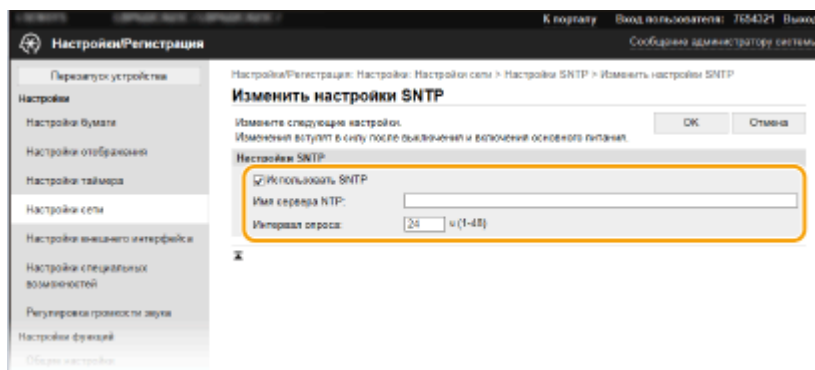 К порталу Вход пользователя: 7654321 Выход
Настройки/Регистрация
Сообщение администратору системы
Перезапуск устройства
Настройки
Настройки бумаги
Настройки отображения
Настройки таймера
Настройки сети
Настройки внешнего интерфейса
Настройки специальных
возможностей
Регулировка громкости звука
Настройки функций
Общие настройки
Настройки/Регистрация: Настройки: Настройки сети > Настройки SNTP > Изменить настройки SNTP
Изменить настройки SNTP
Измените следующие настройки.
Изменения вступят в силу после выключения и включения основного питания.
OK Отмена
Настройки SNTP
Использовать SNTP
Имя сервера NTP:
Интервал опроса: 24 ч (1-48)